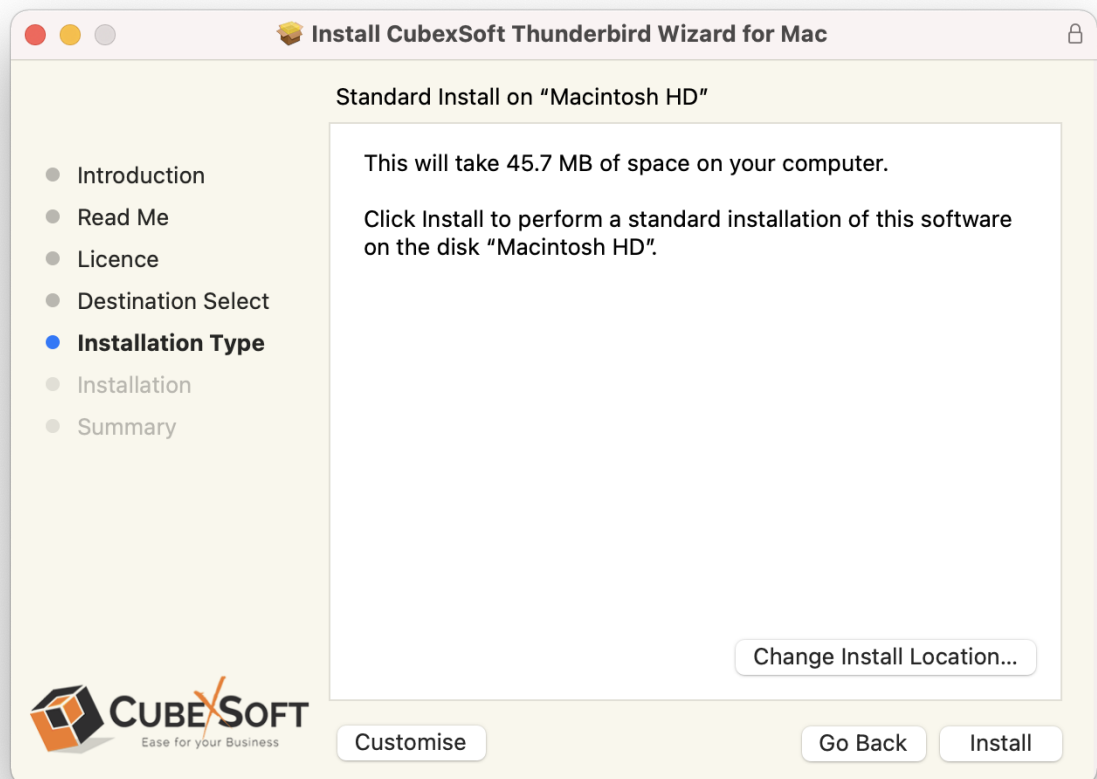 Install CubexSoft Thunderbird Wizard for Mac
Standard Install on “Macintosh HD”
Introduction
Read Me
Licence
Destination Select
Installation Type
Installation
Summary
This will take 45.7 MB of space on your computer.
Click Install to perform a standard installation of this software
on the disk “Macintosh HD”.
Change Install Location...
CUBEXSOFT
Ease for your Business
Customise
Go Back
Install